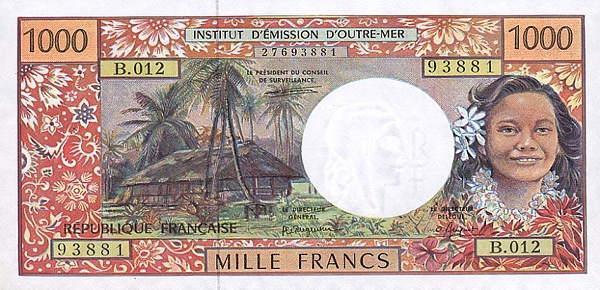 1000
INSTITUT D'ÉMISSION D'OUTRE-MER
1000
27693881
B.012
93881
LE PRÉSIDENT DU CONSEIL
DE SURVEILLANCE,
LE DIRECTEUR
GÉNÉRAL,
LE DIRECTEUR
DÉLÉGUÉ,
RÉPUBLIQUE FRANÇAISE
93881
B.012
MILLE FRANCS